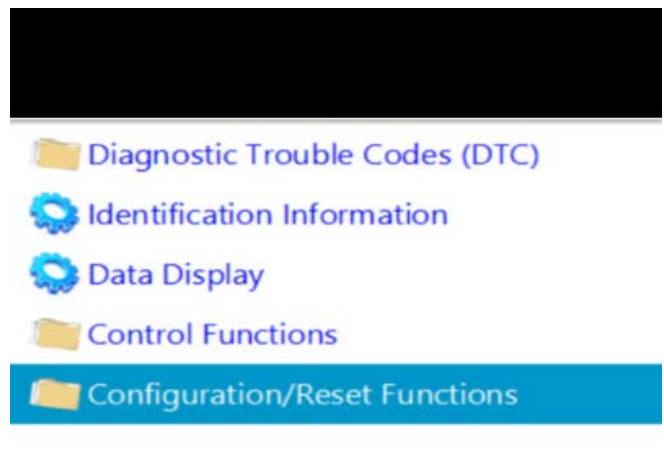 Diagnostic Trouble Codes (DTC)
Identification Information
Data Display
Control Functions
Configuration/Reset Functions